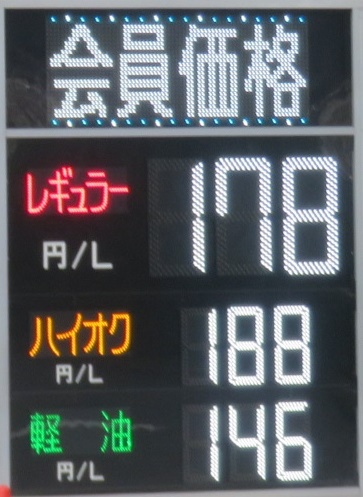 会員価格
レギュラー 178
円/L
ハイオク 188
円/L
軽油 146
円/L